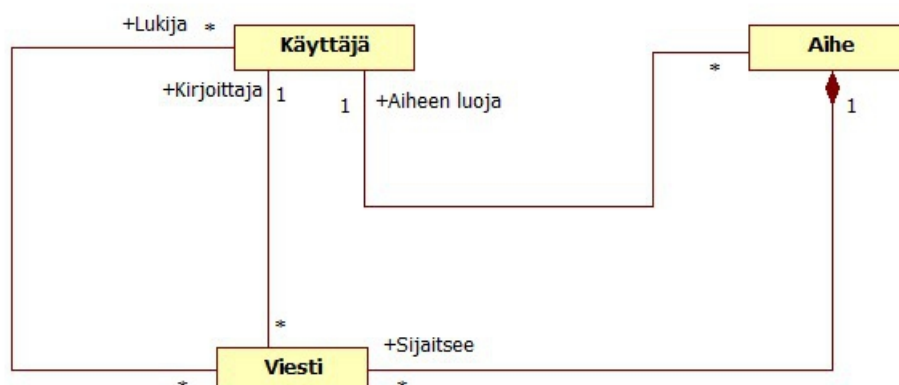 +Lukija *
Käyttäjä
Aihe
*
+Kirjoittaja 1
1 +Aiheen luoja
1
*
+Sijaitsee
Viesti
*
*